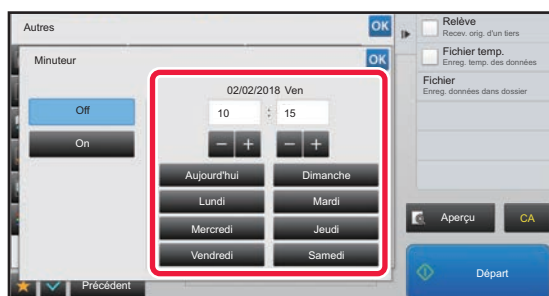 Autres
OK
Minuteur
OK
02/02/2018 Ven
Off
10 : 15
On
− + − +
Aujourd'hui
Dimanche
Lundi
Mardi
Mercredi
Jeudi
Vendredi
Samedi
Précédent
Relève
Recev. orig. d'un tiers
Fichier temp.
Enreg. temp. des données
Fichier
Enreg. données dans dossier
Aperçu
CA
Départ